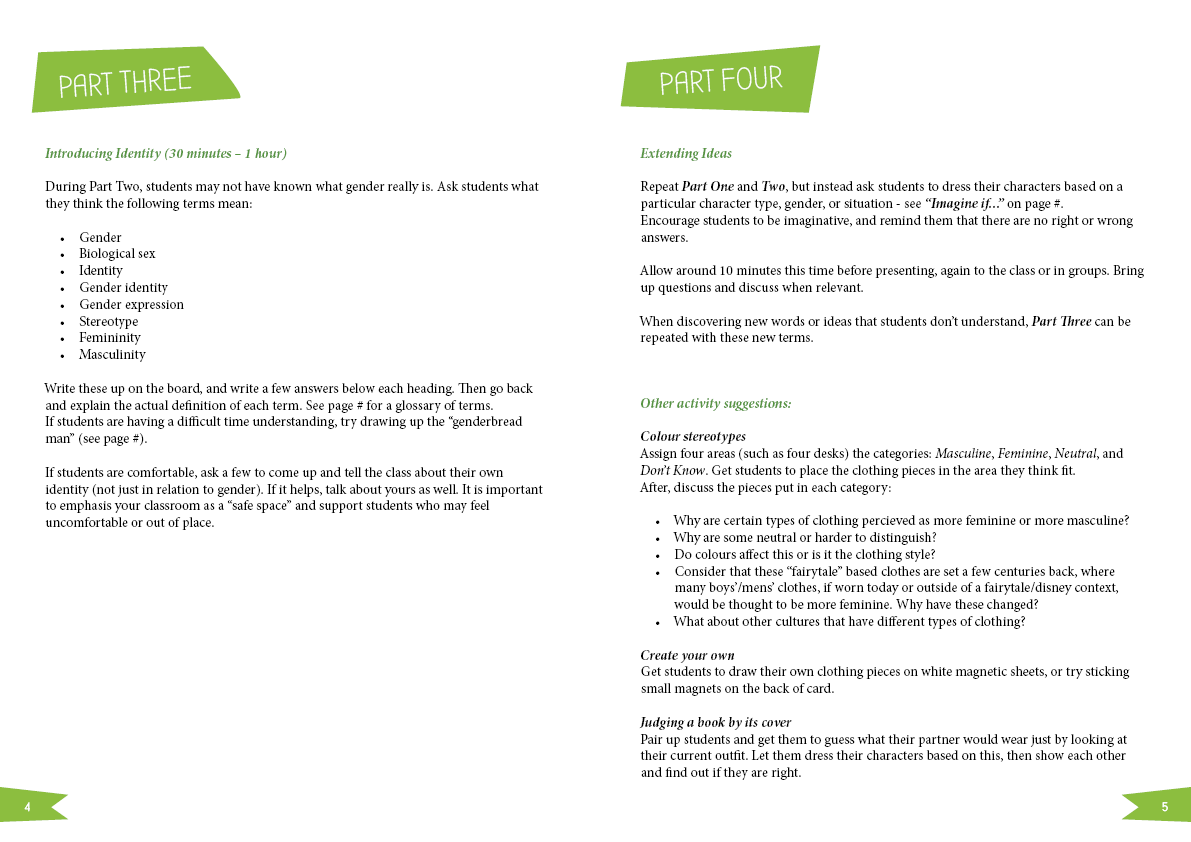 PART THREE
Introducing Identity (30 minutes – 1 hour)
During Part Two, students may not have known what gender really is. Ask students what
they think the following terms mean:
• Gender
• Biological sex
• Identity
• Gender identity
• Gender expression
• Stereotype
• Femininity
• Masculinity
Write these up on the board, and write a few answers below each heading. Then go back
and explain the actual definition of each term. See page # for a glossary of terms.
If students are having a difficult time understanding, try drawing up the “genderbread
man” (see page #).
If students are comfortable, ask a few to come up and tell the class about their own
identity (not just in relation to gender). If it helps, talk about yours as well. It is important
to emphasis your classroom as a “safe space” and support students who may feel
uncomfortable or out of place.
4
PART FOUR
Extending Ideas
Repeat Part One and Two, but instead ask students to dress their characters based on a
particular character type, gender, or situation - see “Imagine if...” on page #.
Encourage students to be imaginative, and remind them that there are no right or wrong
answers.
Allow around 10 minutes this time before presenting, again to the class or in groups. Bring
up questions and discuss when relevant.
When discovering new words or ideas that students don’t understand, Part Three can be
repeated with these new terms.
Other activity suggestions:
Colour stereotypes
Assign four areas (such as four desks) the categories: Masculine, Feminine, Neutral, and
Don’t Know. Get students to place the clothing pieces in the area they think fit.
After, discuss the pieces put in each category:
• Why are certain types of clothing percieved as more feminine or more masculine?
• Why are some neutral or harder to distinguish?
• Do colours affect this or is it the clothing style?
• Consider that these “fairytale” based clothes are set a few centuries back, where
many boys’/mens’ clothes, if worn today or outside of a fairytale/disney context,
would be thought to be more feminine. Why have these changed?
• What about other cultures that have different types of clothing?
Create your own
Get students to draw their own clothing pieces on white magnetic sheets, or try sticking
small magnets on the back of card.
Judging a book by its cover
Pair up students and get them to guess what their partner would wear just by looking at
their current outfit. Let them dress their characters based on this, then show each other
and find out if they are right.
5